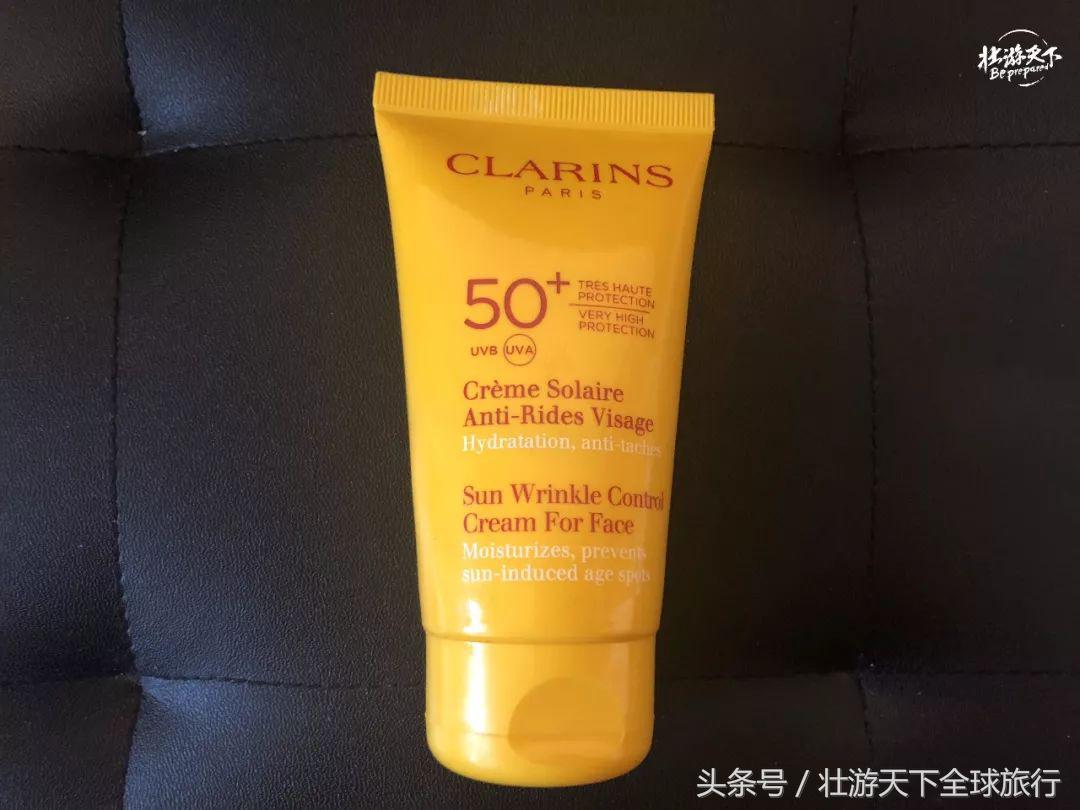 壮游天下
Be prepared
CLARINS
PARIS
50+
TRÈS HAUTE
PROTECTION
VERY HIGH
PROTECTION
UVB UVA
Crème Solaire
Anti-Rides Visage
Hydratation, anti-taches
Sun Wrinkle Control
Cream For Face
Moisturizes, prevents
sun-induced age spots
头条号 / 壮游天下全球旅行